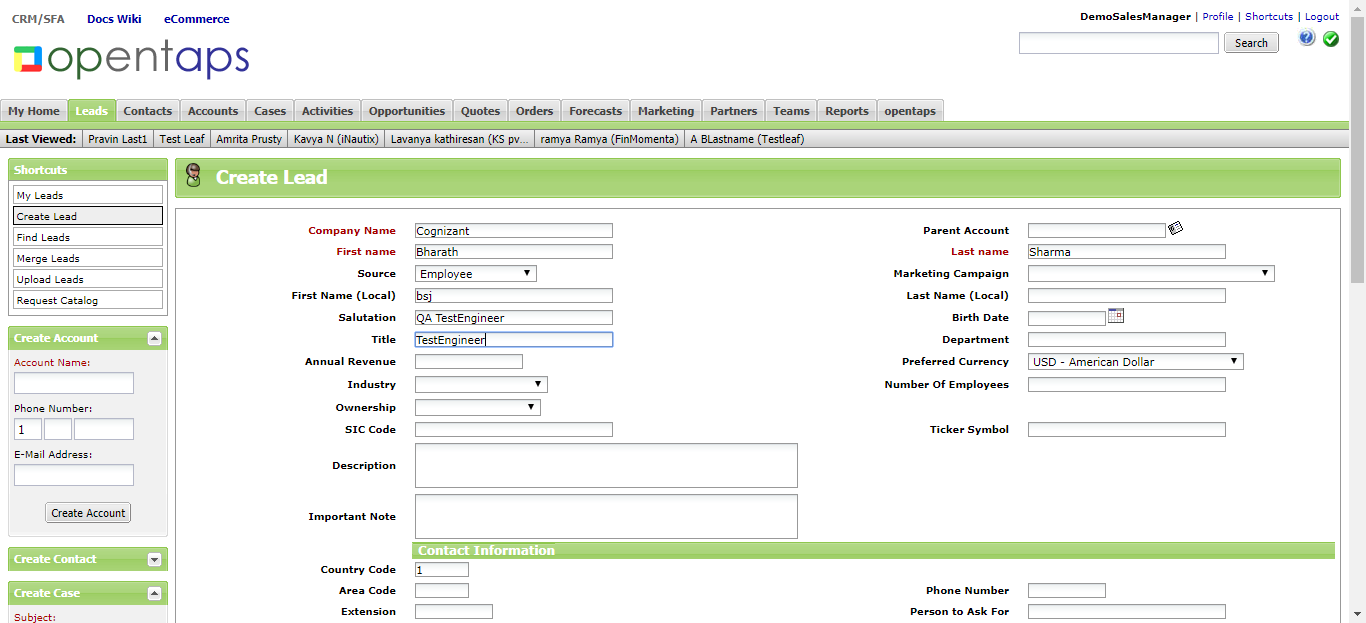 CRM/SFA Docs Wiki eCommerce
DemoSalesManager | Profile | Shortcuts | Logout
opentaps
Search
My Home Leads Contacts Accounts Cases Activities Opportunities Quotes Orders Forecasts Marketing Partners Teams Reports opentaps
Last Viewed: Pravin Last1 Test Leaf Amrita Prusty Kavya N (iNautix) Lavanya kathiresan (KS pv... ramya Ramya (FinMomenta) A BLastname (Testleaf)
Shortcuts
My Leads
Create Lead
Find Leads
Merge Leads
Upload Leads
Request Catalog
Create Account
Account Name:
Phone Number:
1
E-Mail Address:
Create Account
Create Contact
Create Case
Subject:
Create Lead
Company Name Cognizant Parent Account
First name Bharath Last name Sharma
Source Employee Marketing Campaign
First Name (Local) bsj Last Name (Local)
Salutation QA TestEngineer Birth Date
Title TestEngineer Department
Annual Revenue Preferred Currency USD - American Dollar
Industry Number Of Employees
Ownership
SIC Code Ticker Symbol
Description
Important Note
Contact Information
Country Code 1
Area Code Phone Number
Extension Person to Ask For